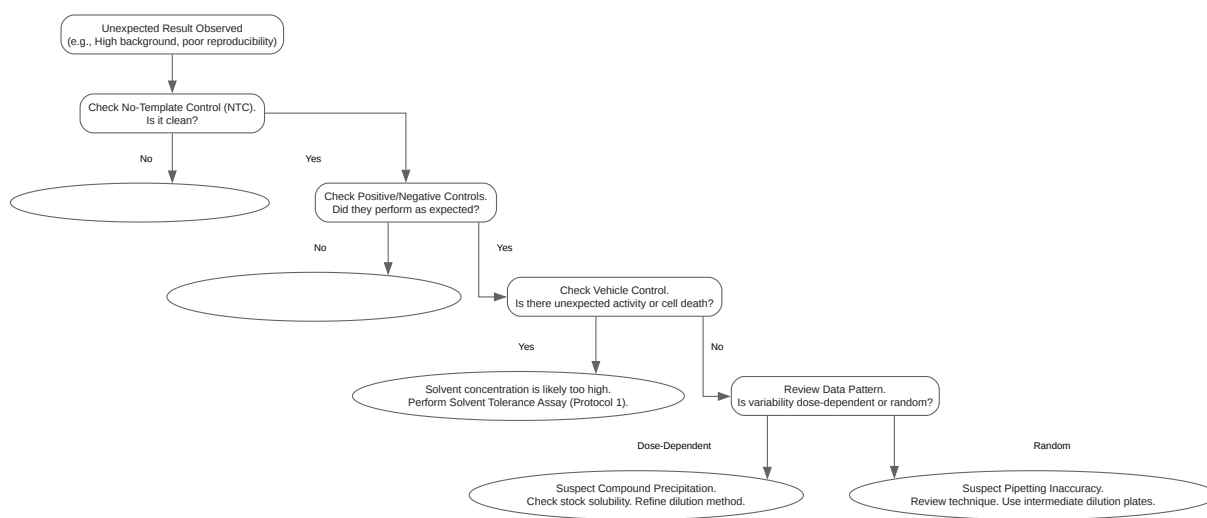 Unexpected Result Observed
(e.g., High background, poor reproducibility)
Check No-Template Control (NTC).
Is it clean?
No
Yes
Check Positive/Negative Controls.
Did they perform as expected?
No
Yes
Check Vehicle Control.
Is there unexpected activity or cell death?
Yes
No
Solvent concentration is likely too high.
Perform Solvent Tolerance Assay (Protocol 1).
Review Data Pattern.
Is variability dose-dependent or random?
Dose-Dependent
Random
Suspect Compound Precipitation.
Check stock solubility. Refine dilution method.
Suspect Pipetting Inaccuracy.
Review technique. Use intermediate dilution plates.